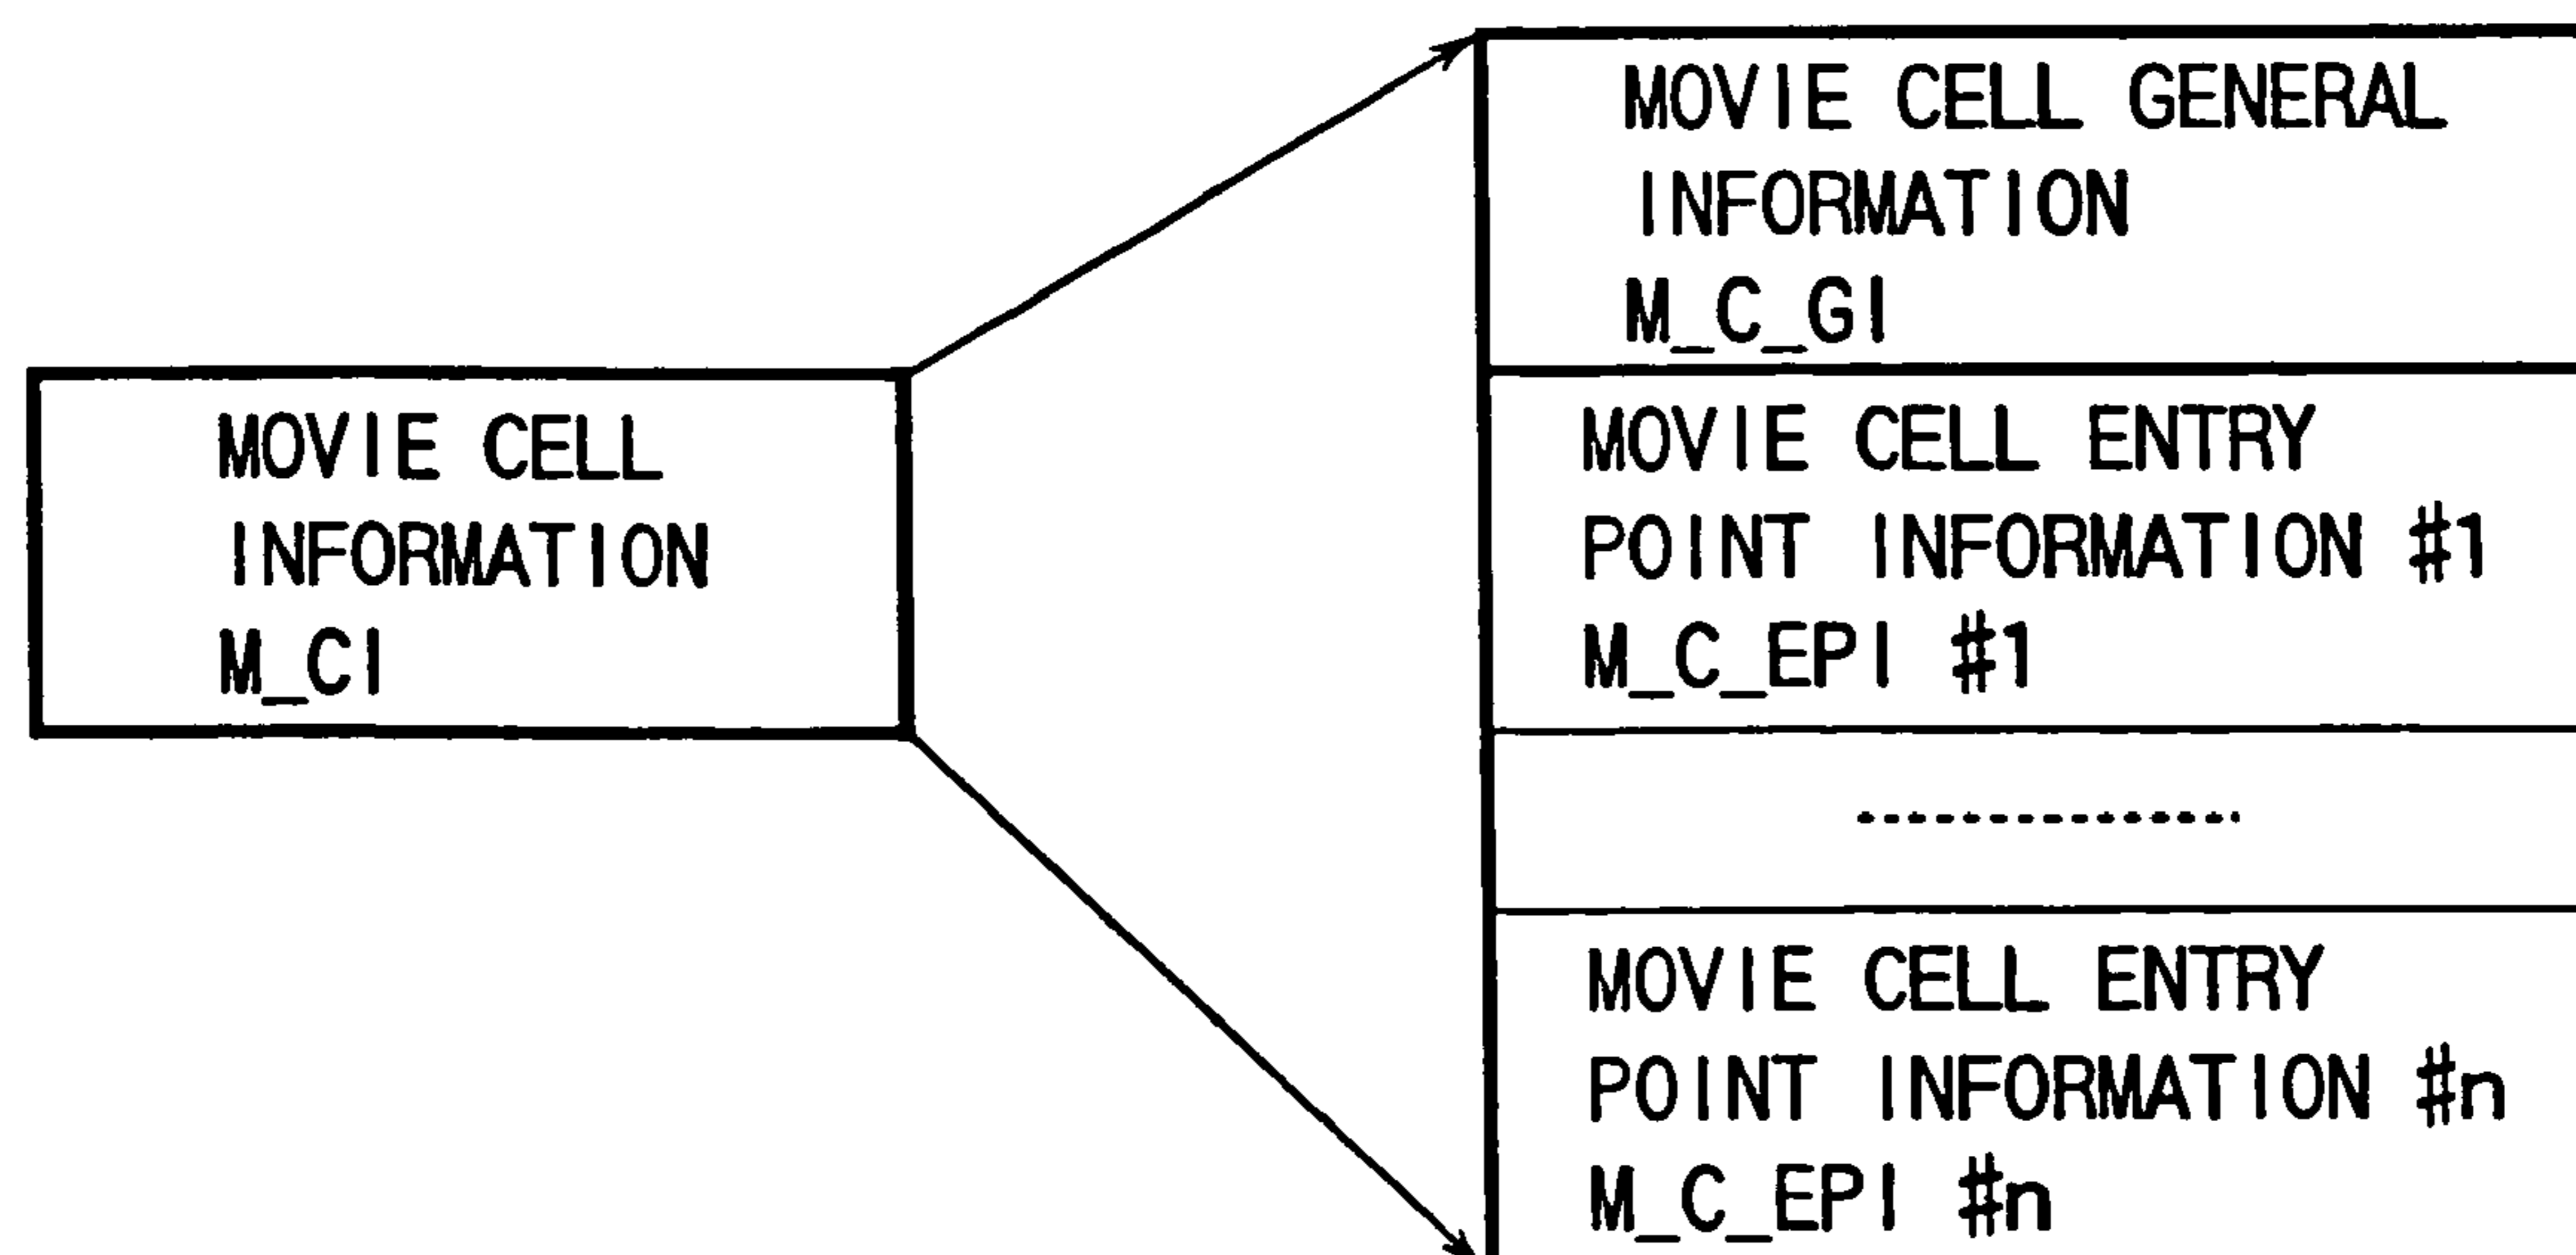 MOVIE CELL
INFORMATION
M_CI
MOVIE CELL GENERAL
INFORMATION
M_C_GI
MOVIE CELL ENTRY
POINT INFORMATION #1
M_C_EPI #1
MOVIE CELL ENTRY
POINT INFORMATION #n
M_C_EPI #n